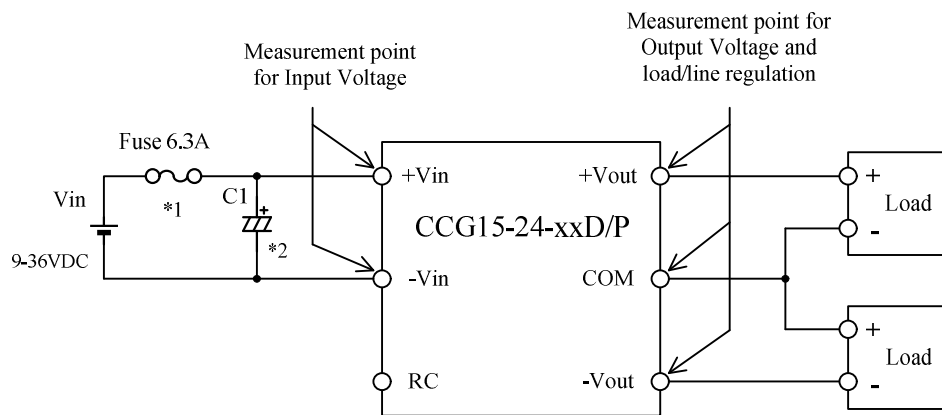 Measurement point
for Input Voltage
Measurement point for
Output Voltage and
load/line regulation
Fuse 6.3A
*1
Vin
9-36VDC
C1
+
*2
+Vin
-Vin
RC
CCG15-24-xxD/P
+Vout
COM
-Vout
+
Load
-
+
Load
-